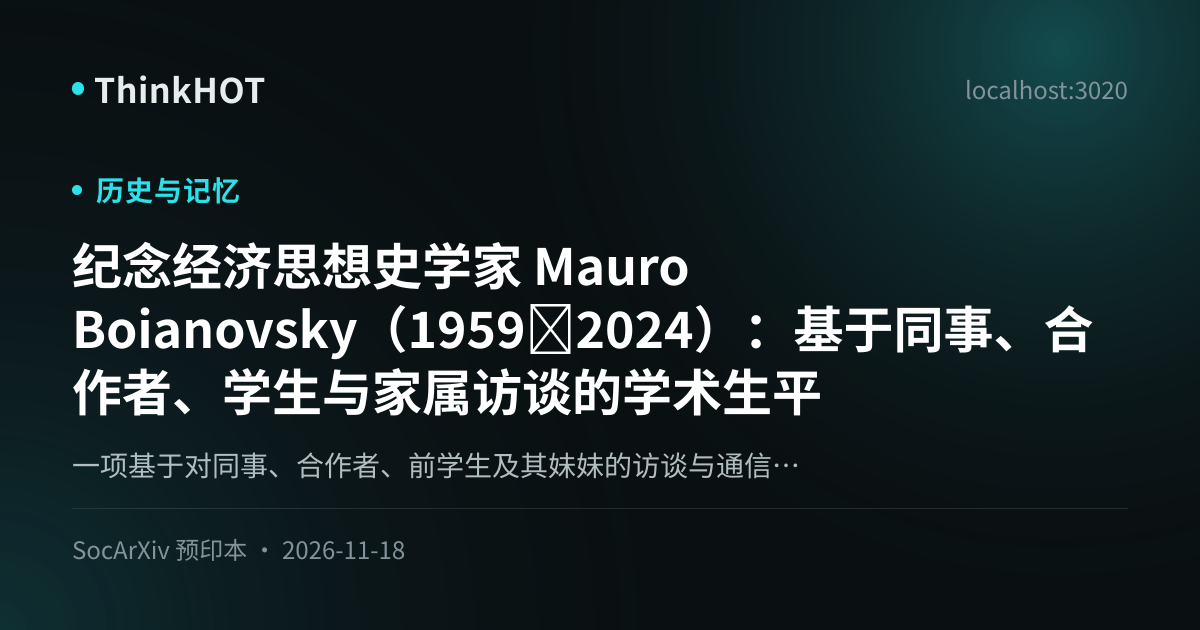 ThinkHOT
localhost:3020
历史与记忆
纪念经济思想史学家 Mauro
Boianovsky（1959☒2024）：基于同事、合
作者、学生与家属访谈的学术生平
一项基于对同事、合作者、前学生及其妹妹的访谈与通信…
SocArXiv 预印本 · 2026-11-18